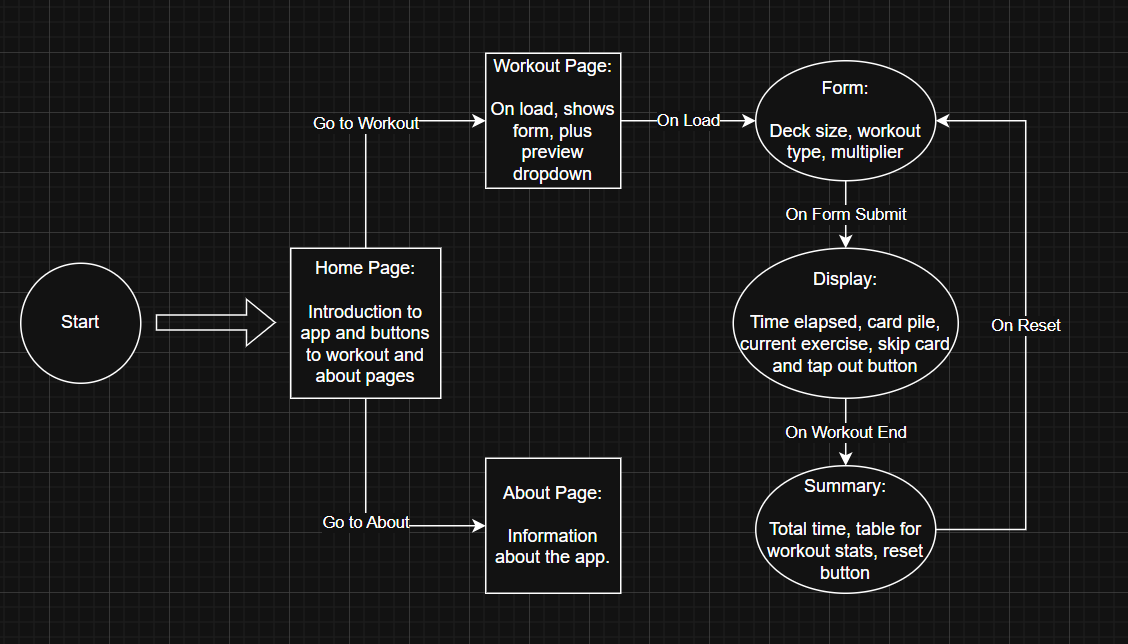 Start
Home Page:
Introduction to
app and buttons
to workout and
about pages
Go to Workout
Workout Page:
On load, shows
form, plus
preview
dropdown
On Load
Form:
Deck size, workout
type, multiplier
On Form Submit
Display:
Time elapsed, card pile,
current exercise, skip card
and tap out button
On Workout End
Summary:
Total time, table for
workout stats, reset
button
On Reset
Go to About
About Page:
Information
about the app.